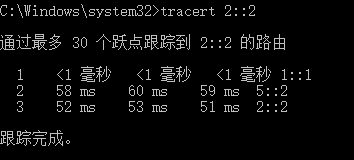 C:\Windows\system32>tracert 2::2
通过最多 30 个跃点跟踪到 2::2 的路由
1 <1 毫秒 <1 毫秒 <1 毫秒 1::1
2 58 ms 60 ms 59 ms 5::2
3 52 ms 53 ms 51 ms 2::2
跟踪完成。